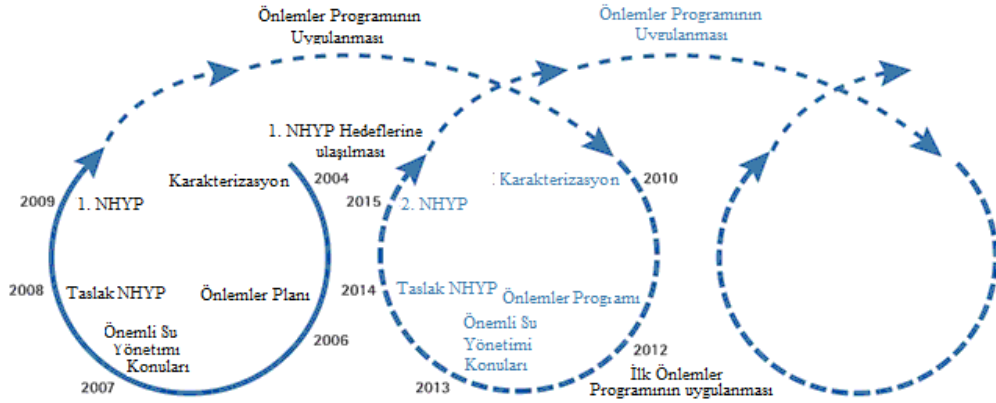 Önlemler Programının
Uygulanması
Önlemler Programının
Uygulanması
1. NHYP Hedeflerine
ulaşılması
Karakterizasyon
2004
2009
1. NHYP
2008
Taslak NHYP
Önlemler Planı
Önemli Su
Yönetimi
Konuları
2006
2007
Karakterizasyon
2010
2015
2. NHYP
2014
Taslak NHYP
Önlemler Programı
Önemli Su
Yönetimi
Konuları
2012
2013
İlk Önlemler
Programının uygulanması